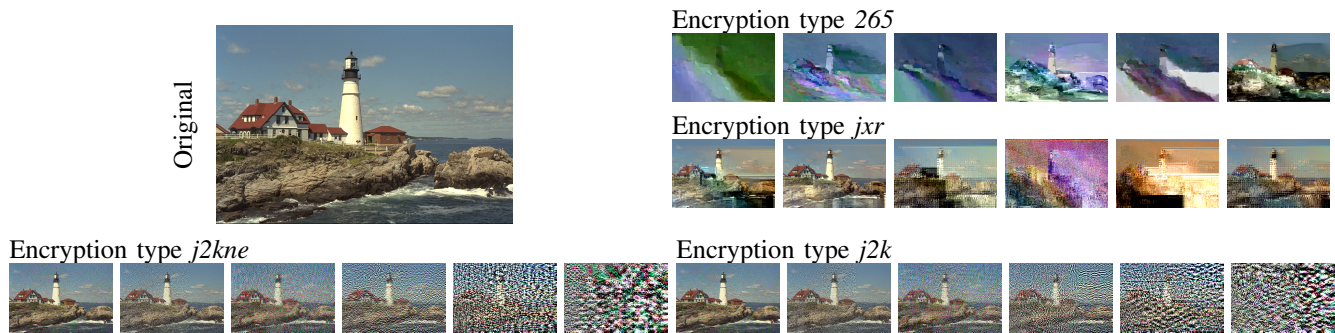 Original
Encryption type 265
Encryption type jxr
Encryption type j2kne
Encryption type j2k